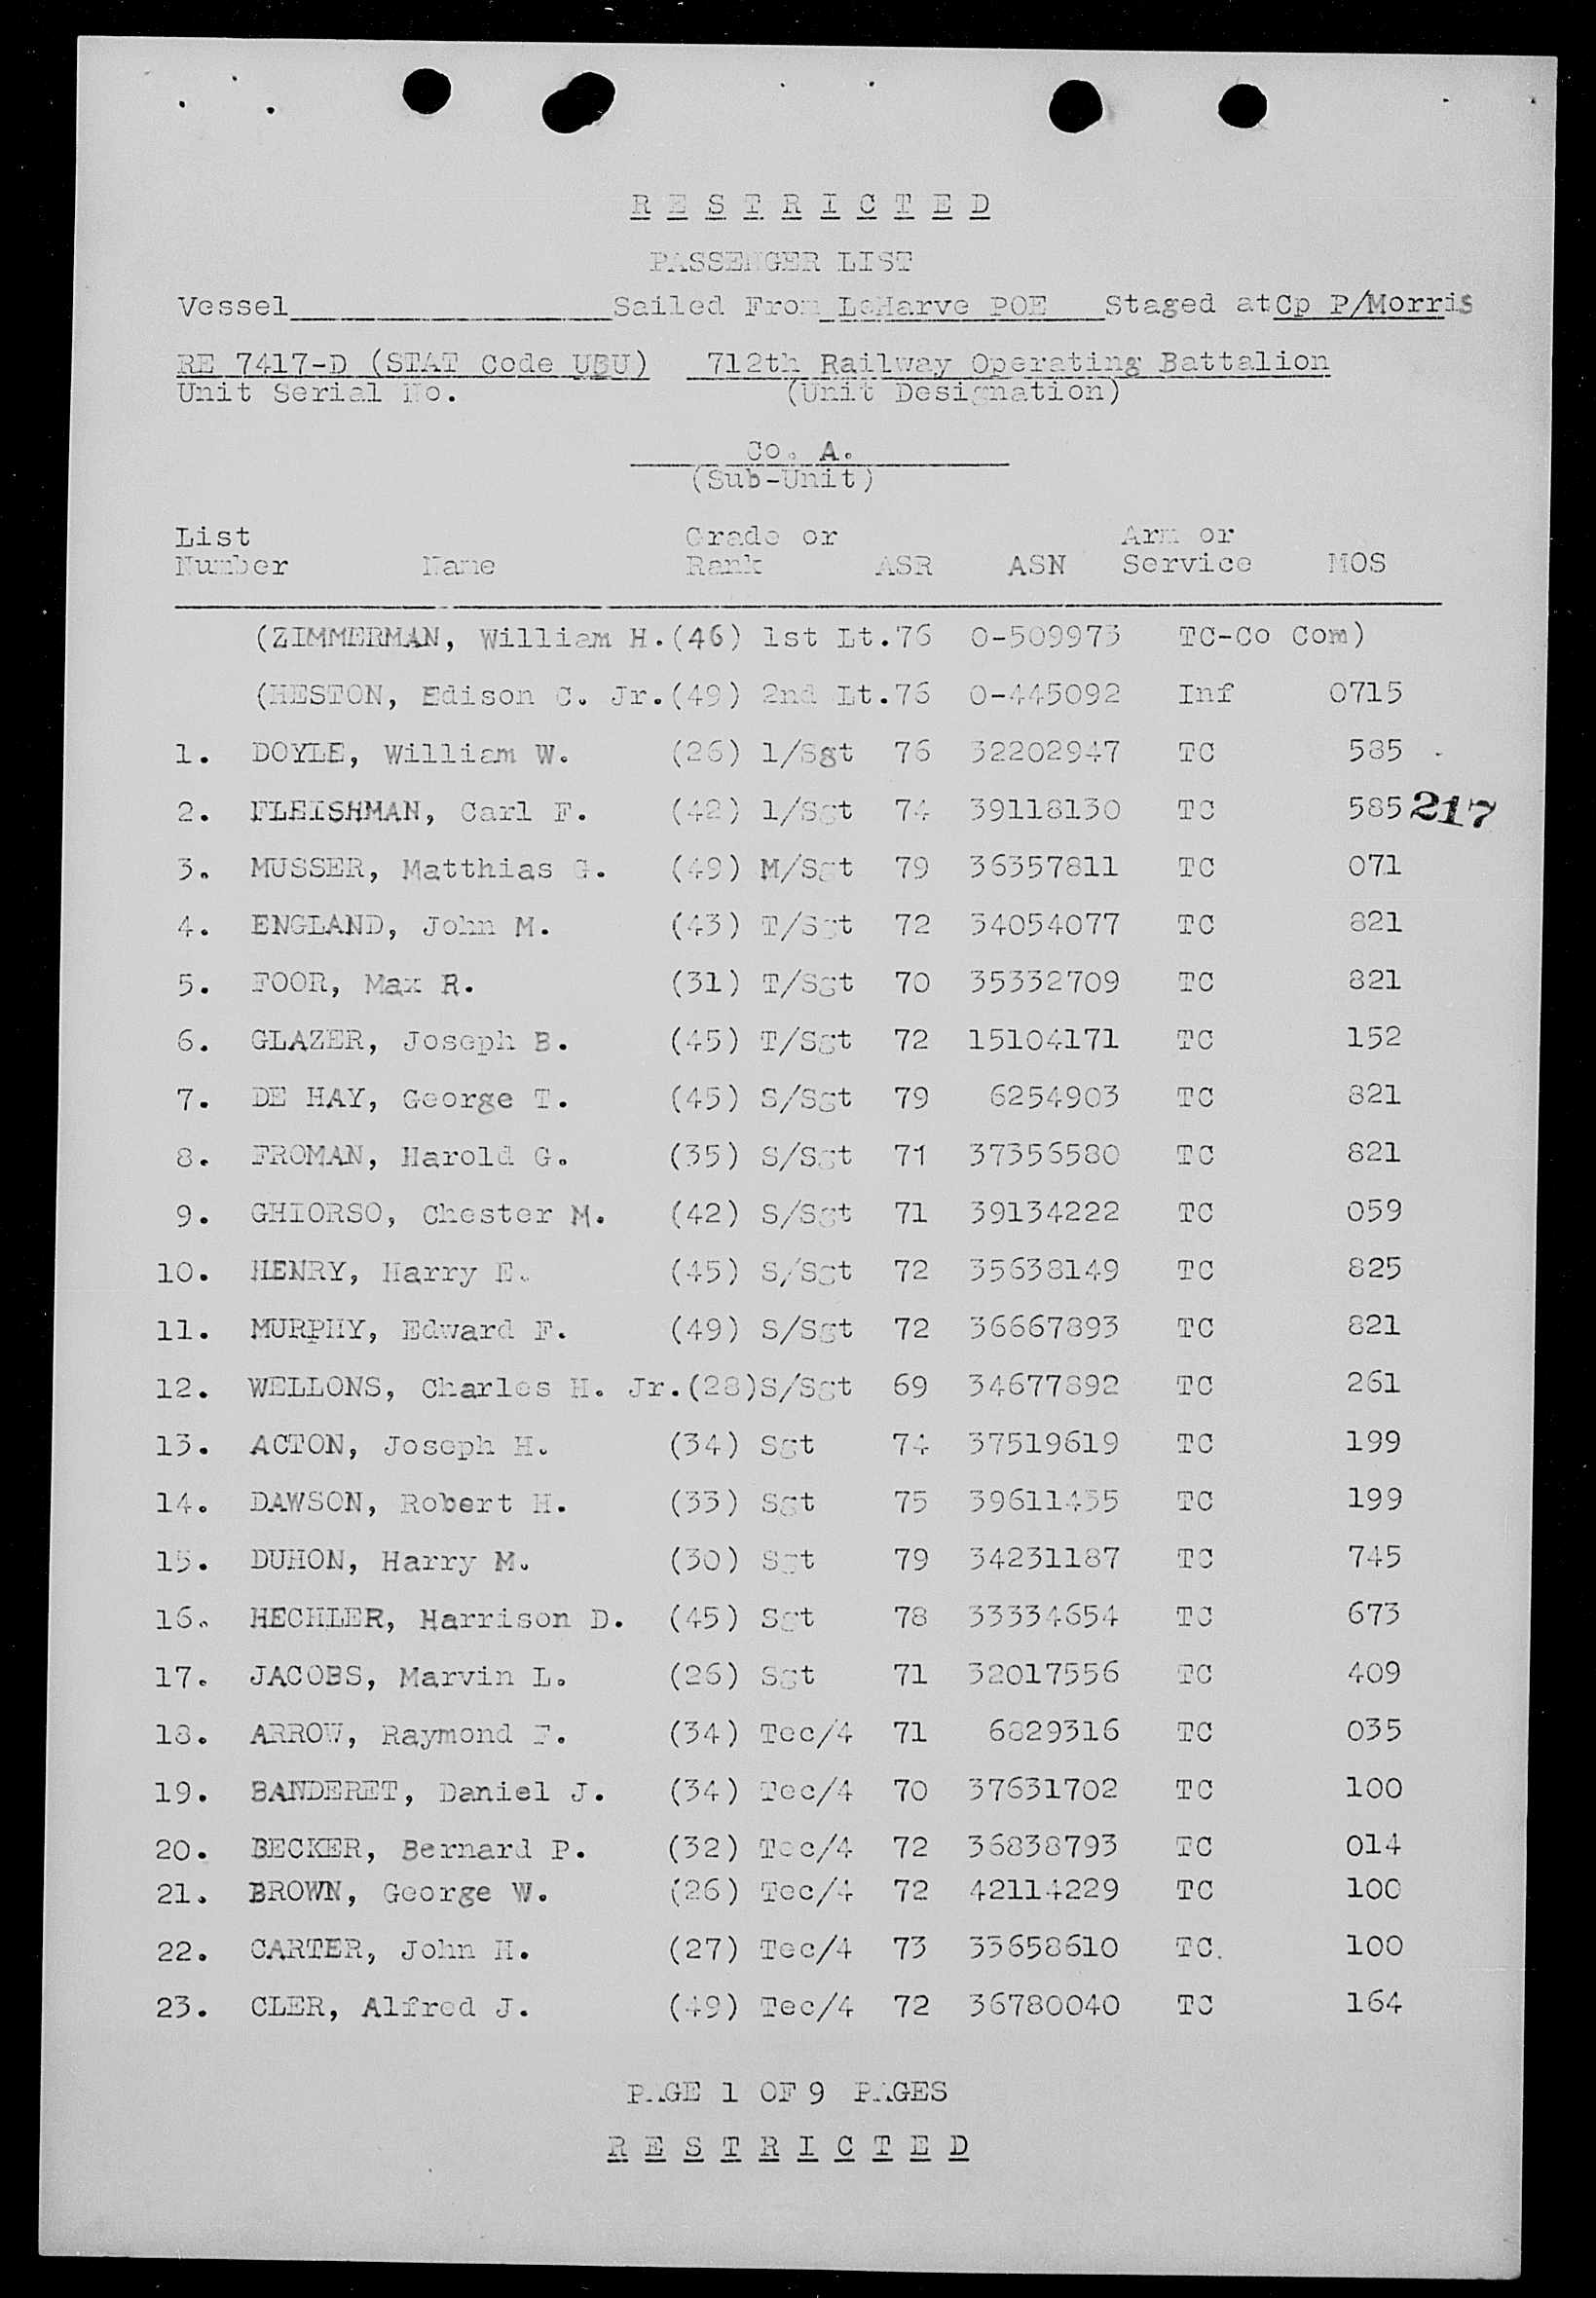 R E S T R I C T E D
PASSENGER LIST
Vessel Sailed From LeHarve POE Staged at Cp P/Morris
RE 7417-D (STAT Code UBU) 712th Railway Operating Battalion
Unit Serial No. (Unit Designation)
Co. A.
(Sub-Unit)
List Grade or Arm or
Number Name Rank ASR ASN Service MOS
(ZIMMERMAN, William H.(46) 1st Lt.76 0-509973 TC-Co Com)
(HESTON, Edison C. Jr.(49) 2nd Lt.76 0-445092 Inf 0715
1. DOYLE, William W. (26) 1/Sgt 76 32202947 TC 585
2. FLEISHMAN, Carl F. (42) 1/Sgt 74 39118130 TC 585 217
3. MUSSER, Matthias G. (49) M/Sgt 79 36357811 TC 071
4. ENGLAND, John M. (43) T/Sgt 72 34054077 TC 821
5. FOOR, Max R. (31) T/Sgt 70 35332709 TC 821
6. GLAZER, Joseph B. (45) T/Sgt 72 15104171 TC 152
7. DE HAY, George T. (45) S/Sgt 79 6254903 TC 821
8. FROMAN, Harold G. (35) S/Sgt 71 37356580 TC 821
9. GHIORSO, Chester M. (42) S/Sgt 71 39134222 TC 059
10. HENRY, Harry E. (45) S/Sgt 72 35638149 TC 825
11. MURPHY, Edward F. (49) S/Sgt 72 36667893 TC 821
12. WELLONS, Charles H. Jr.(28)S/Sgt 69 34677892 TC 261
13. ACTON, Joseph H. (34) Sgt 74 37519619 TC 199
14. DAWSON, Robert H. (33) Sgt 75 39611435 TC 199
15. DUHON, Harry M. (30) Sgt 79 34231187 TC 745
16. HECHLER, Harrison D. (45) Sgt 78 33334654 TC 673
17. JACOBS, Marvin L. (26) Sgt 71 32017556 TC 409
18. ARROW, Raymond F. (34) Tec/4 71 6829316 TC 035
19. BANDERET, Daniel J. (34) Tec/4 70 37631702 TC 100
20. BECKER, Bernard P. (32) Tec/4 72 36838793 TC 014
21. BROWN, George W. (26) Tec/4 72 42114229 TC 100
22. CARTER, John H. (27) Tec/4 73 33658610 TC. 100
23. CLER, Alfred J. (49) Tec/4 72 36780040 TC 164
PAGE 1 OF 9 PAGES
R E S T R I C T E D